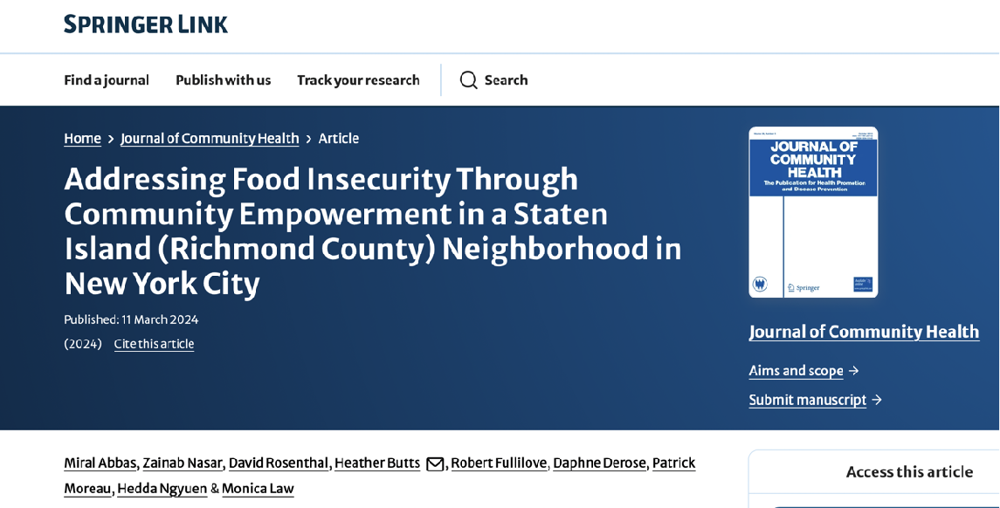 SPRINGER LINK
Find a journal Publish with us Track your research Search
Home > Journal of Community Health > Article
Addressing Food Insecurity Through
Community Empowerment in a Staten
Island (Richmond County) Neighborhood in
New York City
Published: 11 March 2024
(2024) Cite this article
JOURNAL OF
COMMUNITY
HEALTH
The Publication for Health Promotion
and Disease Prevention
Springer
Journal of Community Health
Aims and scope →
Submit manuscript →
Miral Abbas, Zainab Nasar, David Rosenthal, Heather Butts, Robert Fullilove, Daphne Derose, Patrick
Moreau, Hedda Ngyuen & Monica Law
Access this article